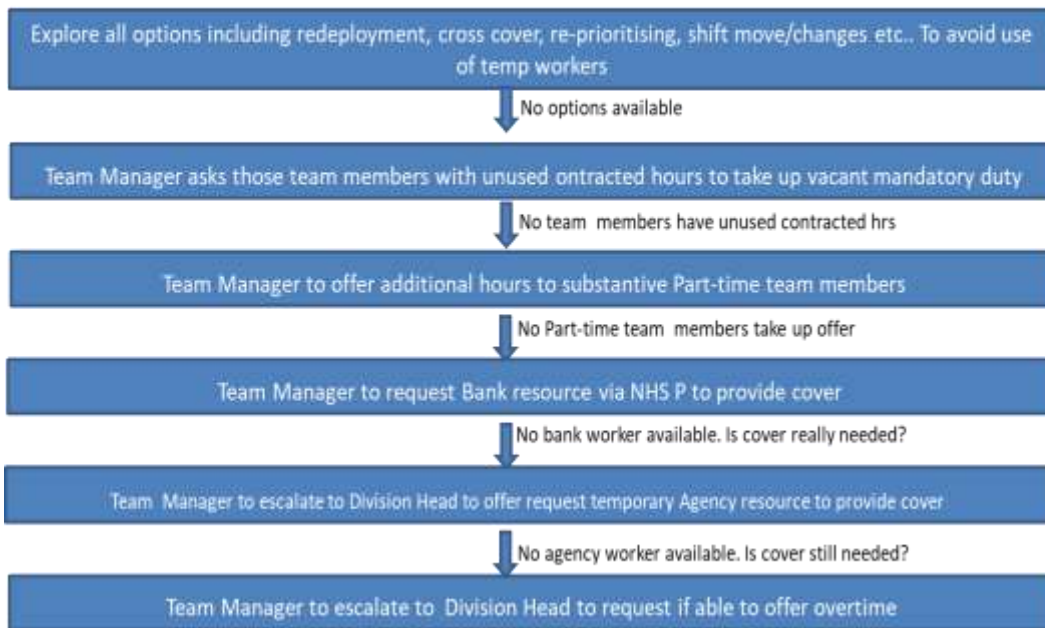 Explore all options including redeployment, cross cover, re-prioritising, shift move/changes etc.. To avoid use
of temp workers
No options available
Team Manager asks those team members with unused ontracted hours to take up vacant mandatory duty
No team members have unused contracted hrs
Team Manager to offer additional hours to substantive Part-time team members
No Part-time team members take up offer
Team Manager to request Bank resource via NHS P to provide cover
No bank worker available. Is cover really needed?
Team Manager to escalate to Division Head to offer request temporary Agency resource to provide cover
No agency worker available. Is cover still needed?
Team Manager to escalate to Division Head to request if able to offer overtime